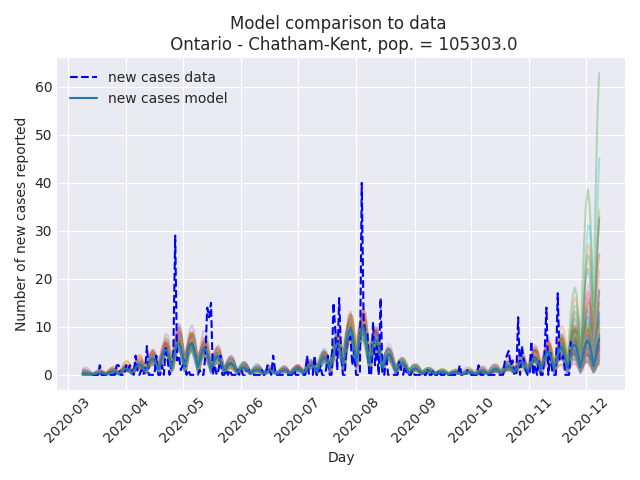 Model comparison to data
Ontario - Chatham-Kent, pop. = 105303.0
new cases data
new cases model
Number of new cases reported
60
50
40
30
20
10
0
2020-03
2020-04
2020-05
2020-06
2020-07
2020-08
2020-09
2020-10
2020-11
2020-12
Day